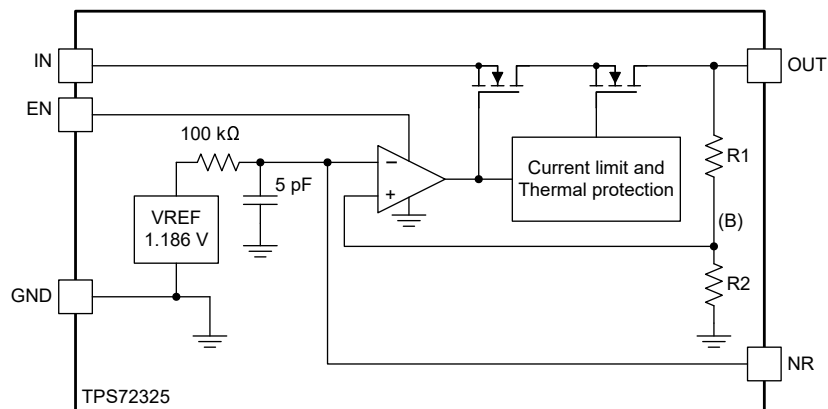 IN
OUT
EN
100 kΩ
5 pF
−
+
Current limit and
Thermal protection
R1
VREF
1.186 V
(B)
R2
GND
NR
TPS72325